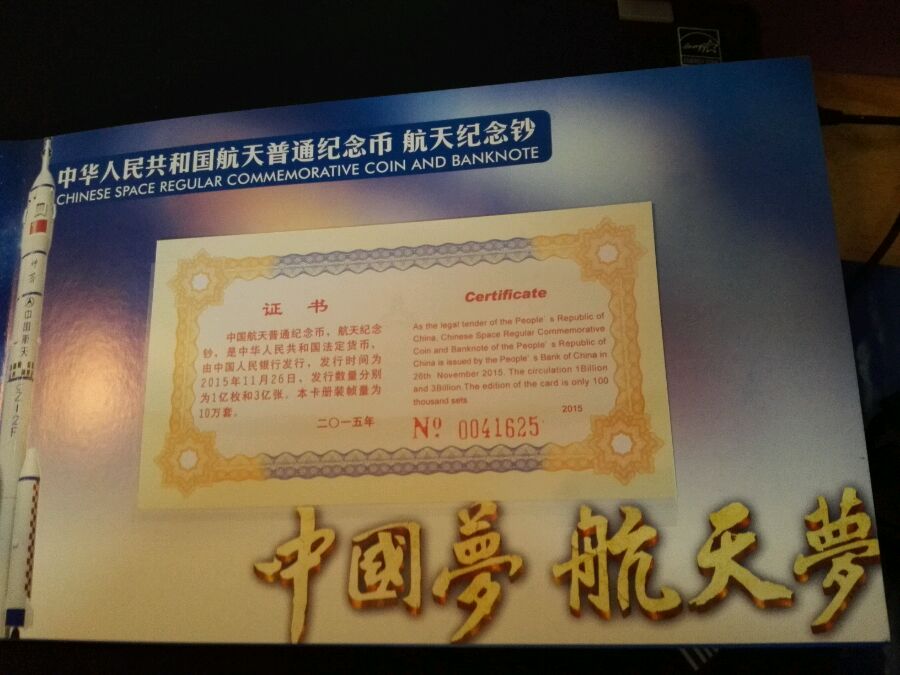 中华人民共和国航天普通纪念币 航天纪念钞
CHINESE SPACE REGULAR COMMEMORATIVE COIN AND BANKNOTE
证 书
中国航天普通纪念币、航天纪念
钞，是中华人民共和国法定货币，
由中国人民银行发行，发行时间为
2015年11月26日，发行数量分别
为1亿枚和3亿张。本卡册装帧量为
10万套。
二〇一五年
Certificate
As the legal tender of the People' s Republic of
China, Chinese Space Regular Commemorative
Coin and Banknote of the People' s Republic of
China is issued by the People' s Bank of China in
26th November 2015. The circulation 1Billion
and 3Billion.The edition of the card is only 100
thousand sets
2015
Nº 0041625
中国航天
中國夢 航天夢